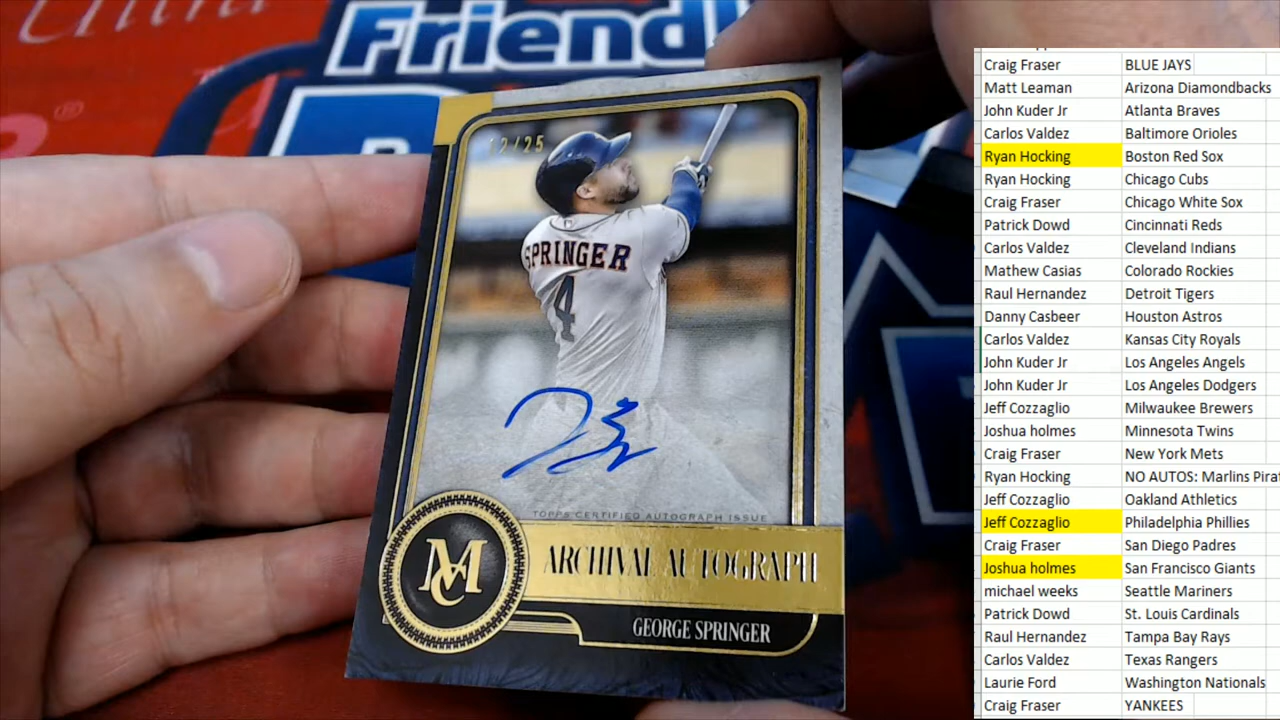 Ultra
Friend
®
12/25
SPRINGER
4
TOPPS CERTIFIED AUTOGRAPH ISSUE
MC
ARCHIVAL AUTOGRAPH
GEORGE SPRINGER
Craig Fraser BLUE JAYS
Matt Leaman Arizona Diamondbacks
John Kuder Jr Atlanta Braves
Carlos Valdez Baltimore Orioles
Ryan Hocking Boston Red Sox
Ryan Hocking Chicago Cubs
Craig Fraser Chicago White Sox
Patrick Dowd Cincinnati Reds
Carlos Valdez Cleveland Indians
Mathew Casias Colorado Rockies
Raul Hernandez Detroit Tigers
Danny Casbeer Houston Astros
Carlos Valdez Kansas City Royals
John Kuder Jr Los Angeles Angels
John Kuder Jr Los Angeles Dodgers
Jeff Cozzaglio Milwaukee Brewers
Joshua holmes Minnesota Twins
Craig Fraser New York Mets
Ryan Hocking NO AUTOS: Marlins Pirat
Jeff Cozzaglio Oakland Athletics
Jeff Cozzaglio Philadelphia Phillies
Craig Fraser San Diego Padres
Joshua holmes San Francisco Giants
michael weeks Seattle Mariners
Patrick Dowd St. Louis Cardinals
Raul Hernandez Tampa Bay Rays
Carlos Valdez Texas Rangers
Laurie Ford Washington Nationals
Craig Fraser YANKEES